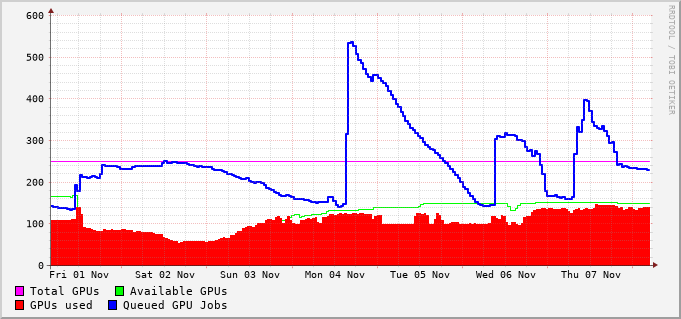 600
500
400
300
200
100
0
Fri 01 Nov Sat 02 Nov Sun 03 Nov Mon 04 Nov Tue 05 Nov Wed 06 Nov Thu 07 Nov
Total GPUs Available GPUs
GPUs used Queued GPU Jobs
RRDTOOL / TOBI OETIKER